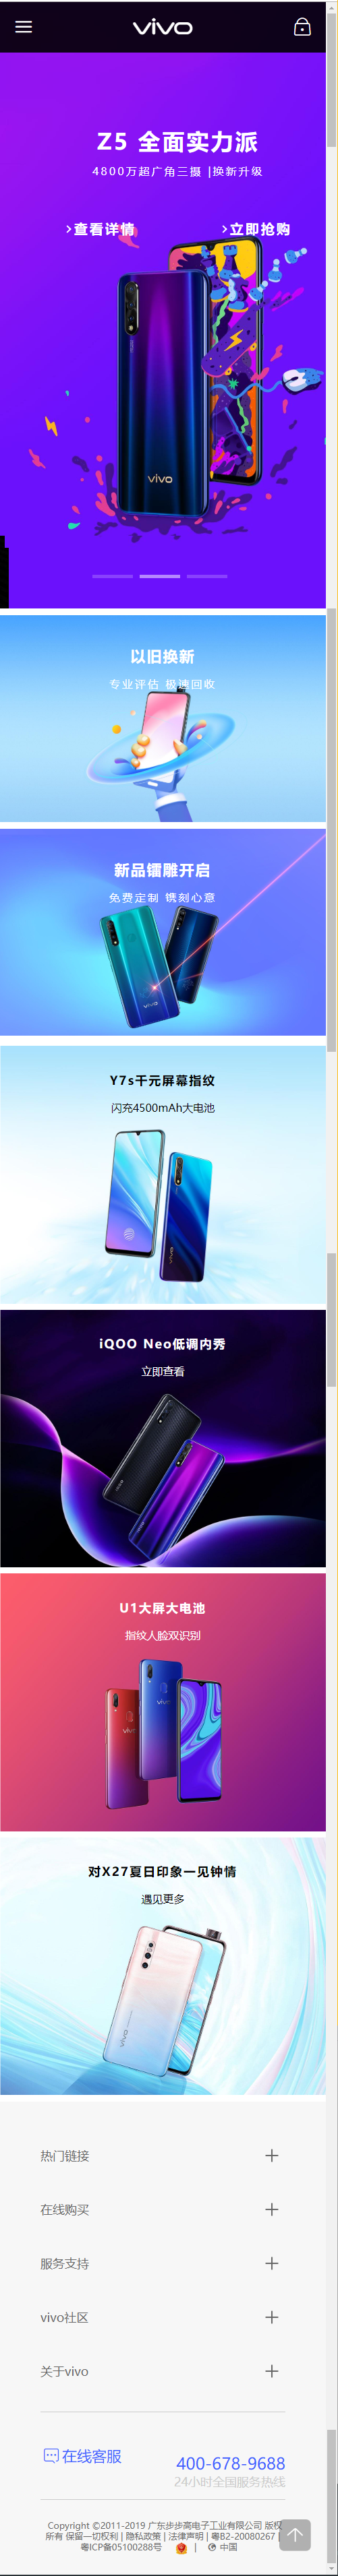 vivo
Z5 全面实力派
4800万超广角三摄 |换新升级
查看详情
立即抢购
vivo
以旧换新
专业评估 极速回收
新品镭雕开启
免费定制 镌刻心意
vivo
Y7s千元屏幕指纹
闪充4500mAh大电池
vivo
iQOO Neo低调内秀
立即查看
U1大屏大电池
指纹人脸双识别
vivo
vivo
对X27夏日印象一见钟情
遇见更多
vivo
热门链接
在线购买
服务支持
vivo社区
关于vivo
在线客服
400-678-9688
24小时全国服务热线
Copyright ©2011-2019 广东步步高电子工业有限公司 版权
所有 保留一切权利 | 隐私政策 | 法律声明 | 粤B2-20080267 |
粤ICP备05100288号 | 中国